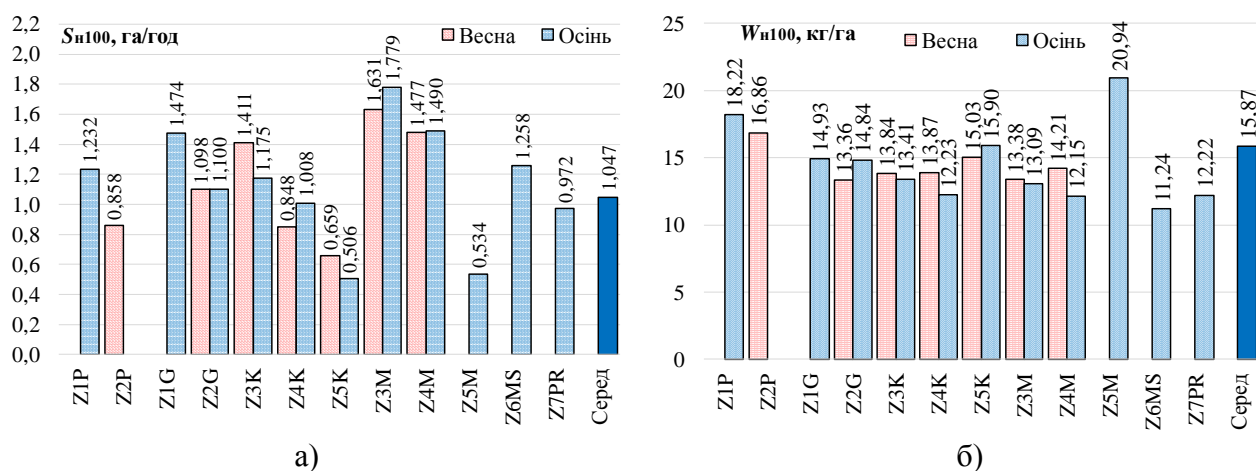 Sн100, га/год
Весна
Осінь
2,2
2,0
1,8
1,6
1,4
1,2
1,0
0,8
0,6
0,4
0,2
0,0
1,232
0,858
1,474
1,098
1,100
1,411
1,175
0,848
1,008
0,659
0,506
1,631
1,779
1,477
1,490
0,534
1,258
0,972
1,047
Z1P
Z2P
Z1G
Z2G
Z3K
Z4K
Z5K
Z3M
Z4M
Z5M
Z6MS
Z7PR
Серед
а)
Wн100, кг/га
Весна
Осінь
25
20
15
10
5
0
18,22
16,86
14,93
13,36
14,84
13,84
13,41
13,87
12,23
15,03
15,90
13,38
13,09
14,21
12,15
20,94
11,24
12,22
15,87
Z1P
Z2P
Z1G
Z2G
Z3K
Z4K
Z5K
Z3M
Z4M
Z5M
Z6MS
Z7PR
Серед
б)